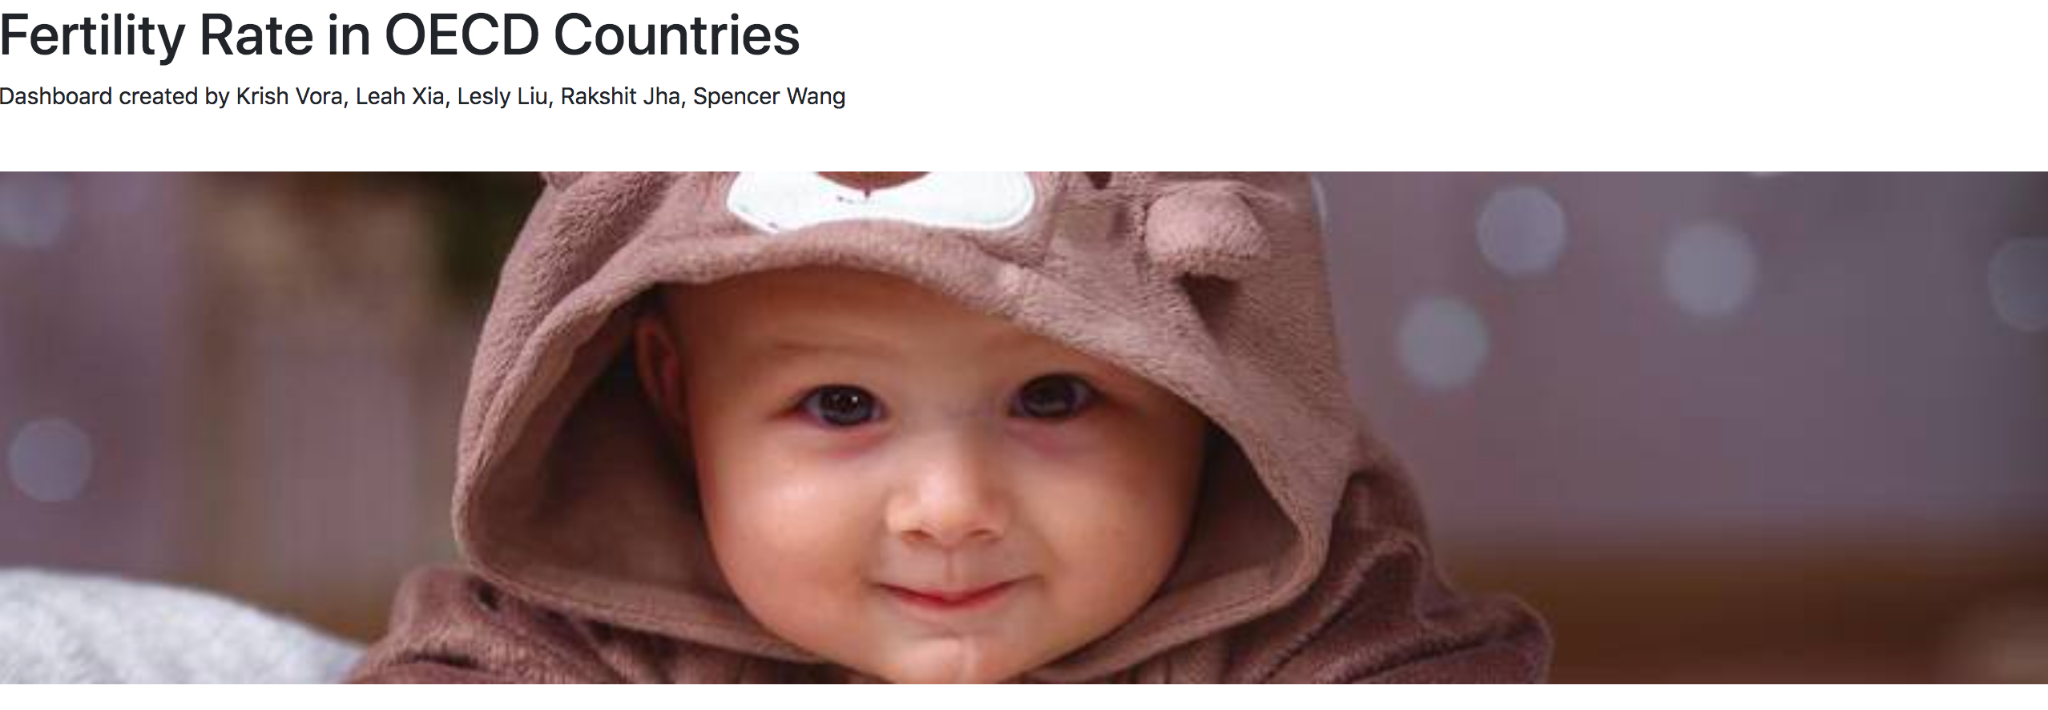 Fertility Rate in OECD Countries
Dashboard created by Krish Vora, Leah Xia, Lesly Liu, Rakshit Jha, Spencer Wang